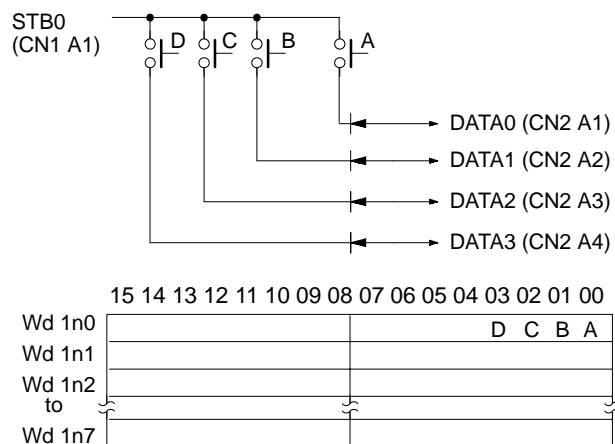 STB0
(CN1 A1)
D C B A
DATA0 (CN2 A1)
DATA1 (CN2 A2)
DATA2 (CN2 A3)
DATA3 (CN2 A4)
15 14 13 12 11 10 09 08 07 06 05 04 03 02 01 00
Wd 1n0 D C B A
Wd 1n1
Wd 1n2
to
Wd 1n7